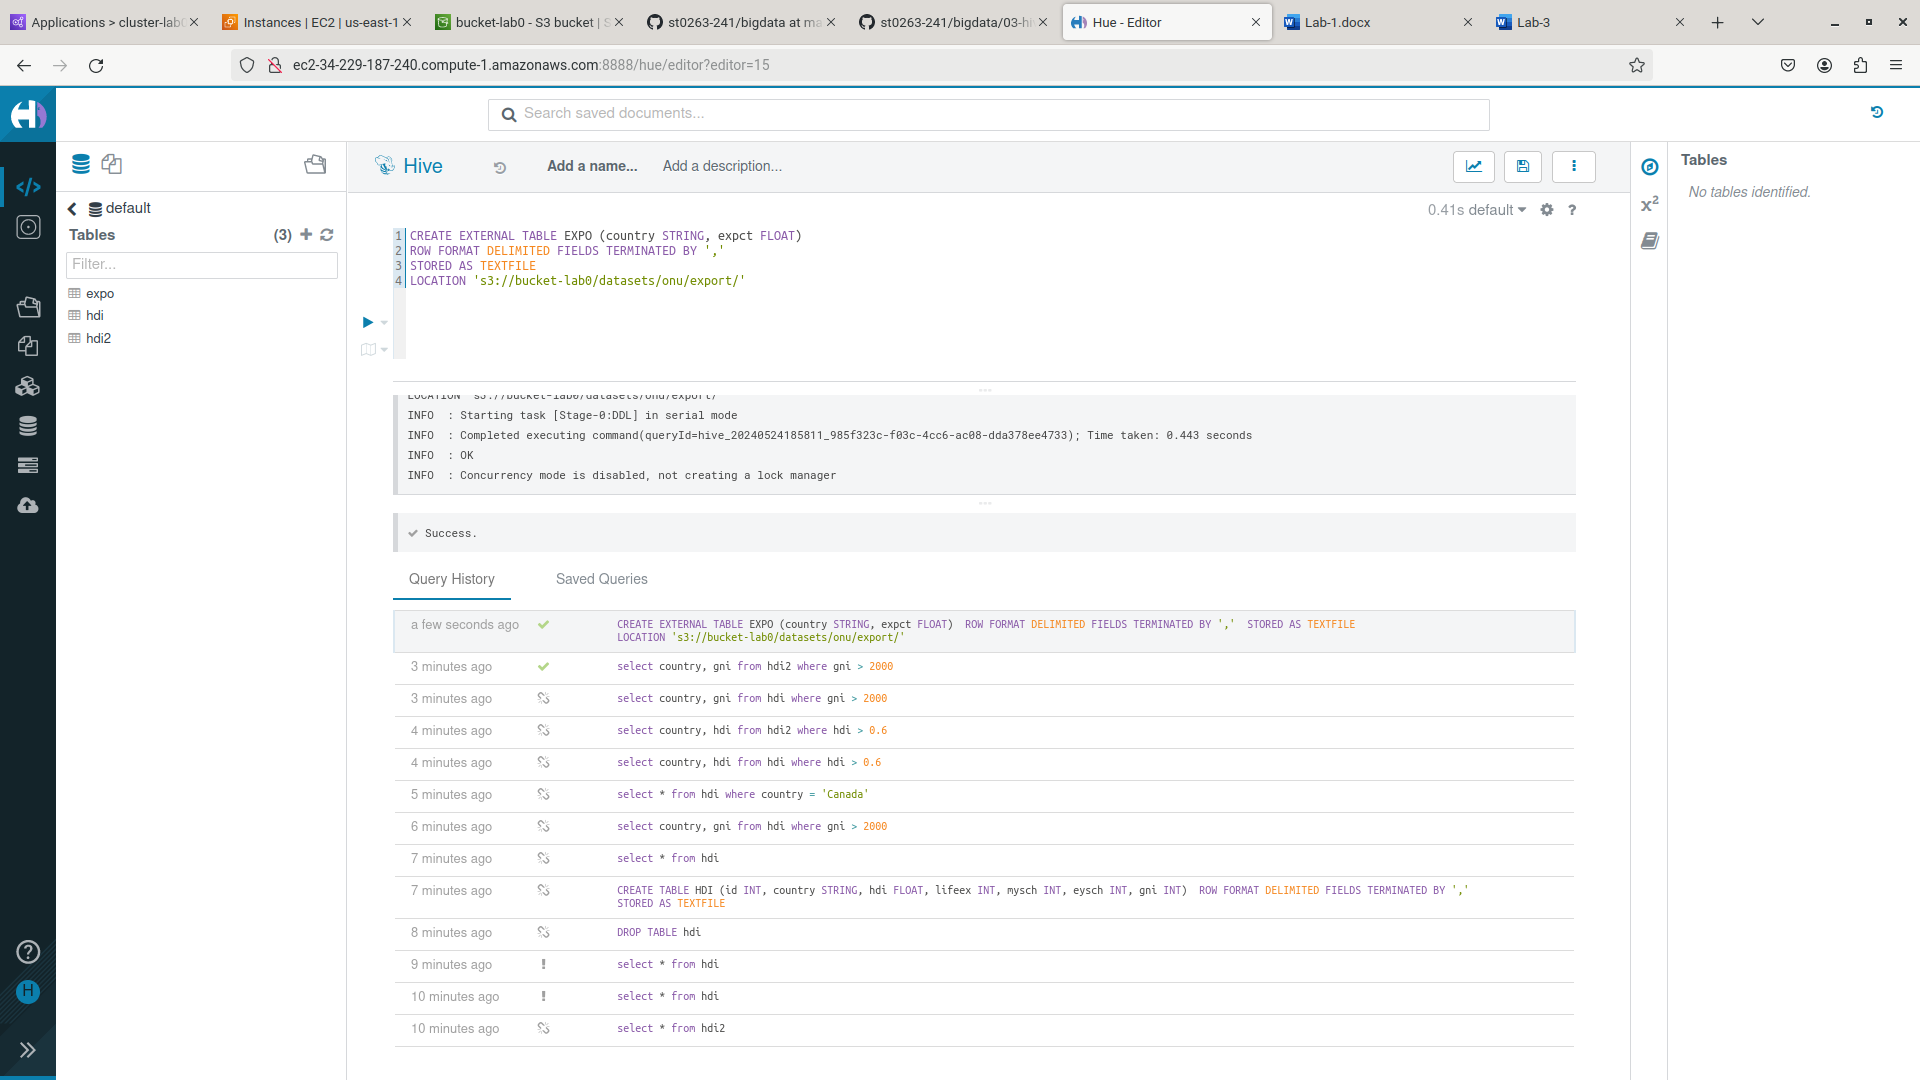 Applications > cluster-lab
Instances | EC2 | us-east-1
bucket-lab0 - S3 bucket | S
st0263-241/bigdata at ma
st0263-241/bigdata/03-hi
Hue - Editor
Lab-1.docx
Lab-3
ec2-34-229-187-240.compute-1.amazonaws.com:8888/hue/editor?editor=15
Search saved documents...
default
Tables (3)
Filter...
expo
hdi
hdi2
H
Hive
Add a name...
Add a description...
0.41s default
?
1 CREATE EXTERNAL TABLE EXPO (country STRING, expct FLOAT)
2 ROW FORMAT DELIMITED FIELDS TERMINATED BY ','
3 STORED AS TEXTFILE
4 LOCATION 's3://bucket-lab0/datasets/onu/export/'
LOCATION 's3://bucket-lab0/datasets/onu/export/'
INFO : Starting task [Stage-0:DDL] in serial mode
INFO : Completed executing command(queryId=hive_20240524185811_985f323c-f03c-4cc6-ac08-dda378ee4733); Time taken: 0.443 seconds
INFO : OK
INFO : Concurrency mode is disabled, not creating a lock manager
Success.
Query History
Saved Queries
a few seconds ago CREATE EXTERNAL TABLE EXPO (country STRING, expct FLOAT) ROW FORMAT DELIMITED FIELDS TERMINATED BY ',' STORED AS TEXTFILE
LOCATION 's3://bucket-lab0/datasets/onu/export/'
3 minutes ago select country, gni from hdi2 where gni > 2000
3 minutes ago select country, gni from hdi where gni > 2000
4 minutes ago select country, hdi from hdi2 where hdi > 0.6
4 minutes ago select country, hdi from hdi where hdi > 0.6
5 minutes ago select * from hdi where country = 'Canada'
6 minutes ago select country, gni from hdi where gni > 2000
7 minutes ago select * from hdi
7 minutes ago CREATE TABLE HDI (id INT, country STRING, hdi FLOAT, lifeex INT, mysch INT, eysch INT, gni INT) ROW FORMAT DELIMITED FIELDS TERMINATED BY ','
STORED AS TEXTFILE
8 minutes ago DROP TABLE hdi
9 minutes ago ! select * from hdi
10 minutes ago ! select * from hdi
10 minutes ago select * from hdi2
x²
Tables
No tables identified.